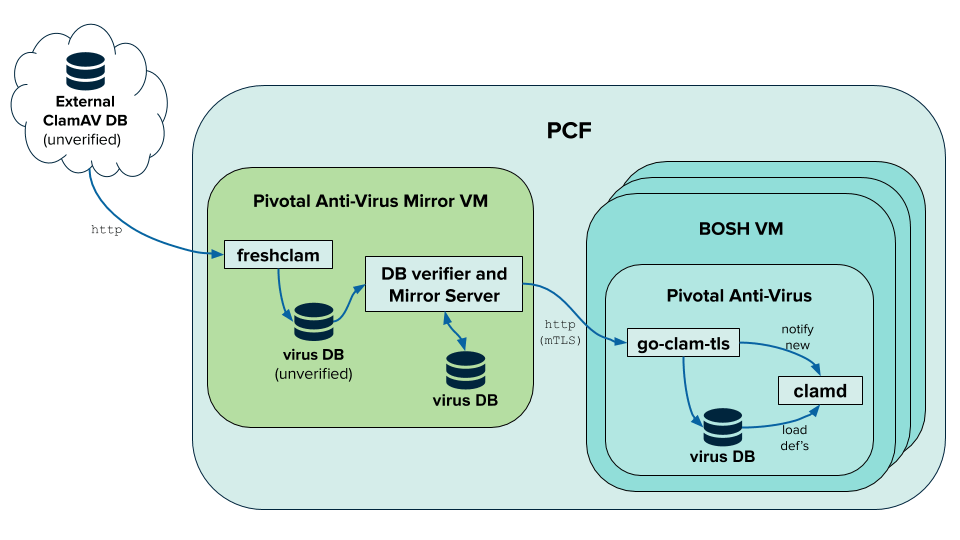 External
ClamAV DB
(unverified)
http
PCF
Pivotal Anti-Virus Mirror VM
freshclam
virus DB
(unverified)
DB verifier and
Mirror Server
virus DB
http
(mTLS)
BOSH VM
Pivotal Anti-Virus
go-clam-tls
notify
new
clamd
virus DB
load
def's